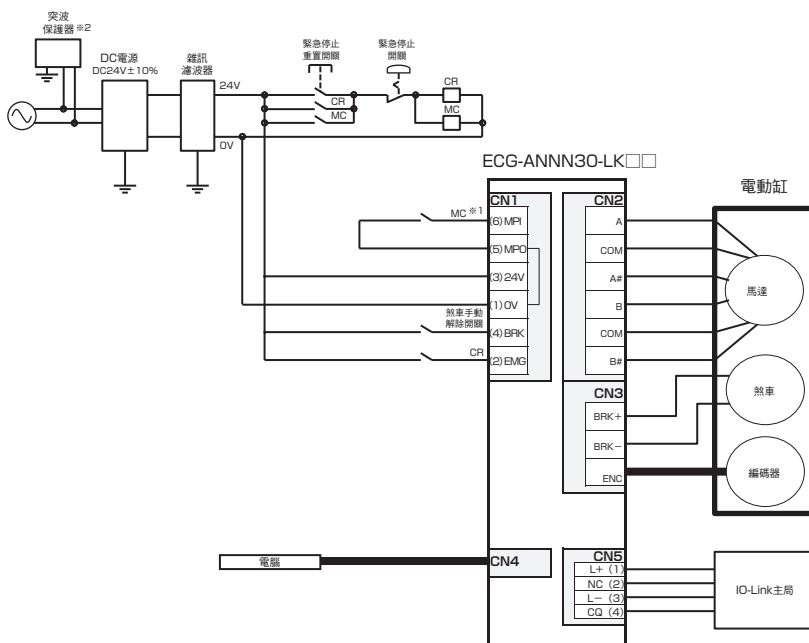 突波
保護器※2
DC電源
DC24V±10%
雜訊
濾波器
24V
0V
緊急停止
重置開關
緊急停止
開關
CR
MC
CR
MC
ECG-ANNN30-LK□□
電動缸
CN1
MC ※1
(6) MPI
(5) MPO
(3) 24V
(1) 0V
煞車手動
解除開關
(4) BRK
CR
(2) EMG
CN2
A
COM
A#
B
COM
B#
馬達
CN3
BRK+
BRK−
ENC
煞車
編碼器
電腦
CN4
CN5
L+ (1)
NC (2)
L− (3)
CQ (4)
IO-Link主局